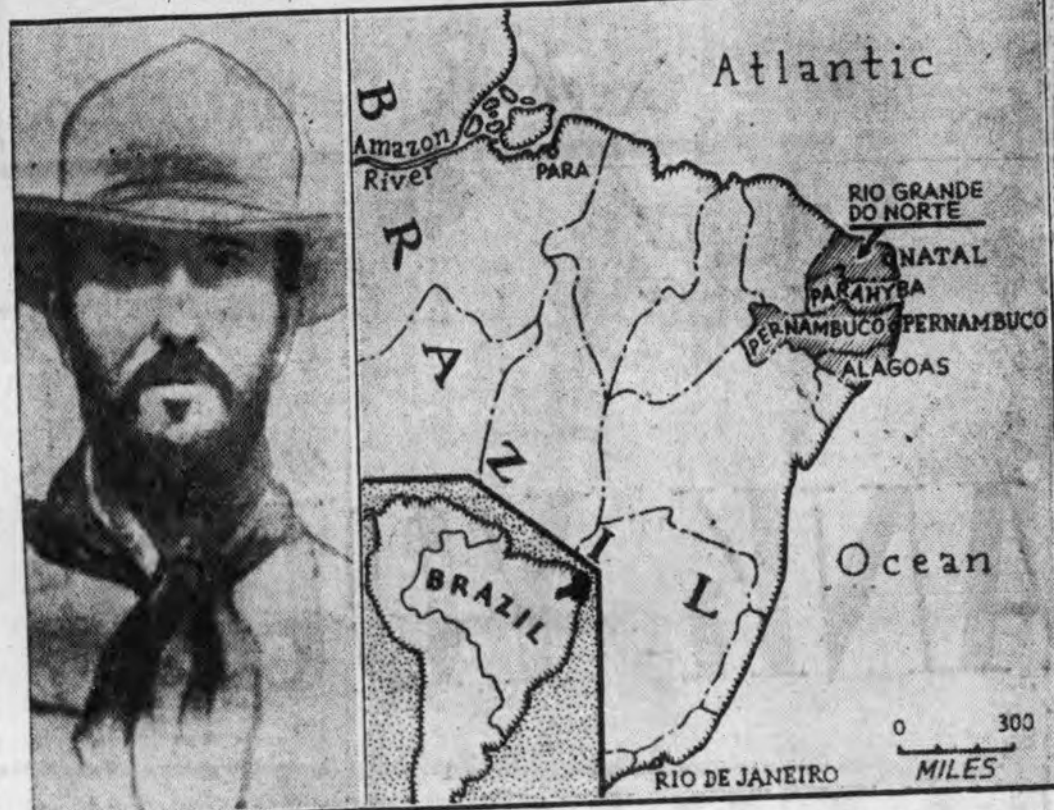 Atlantic
BRAZIL
Amazon
River
PARA
RIO GRANDE
DO NORTE
NATAL
PARAHYBA
PERNAMBUCO
PERNAMBUCO
ALAGOAS
BRAZIL
Ocean
0 300
MILES
RIO DE JANEIRO